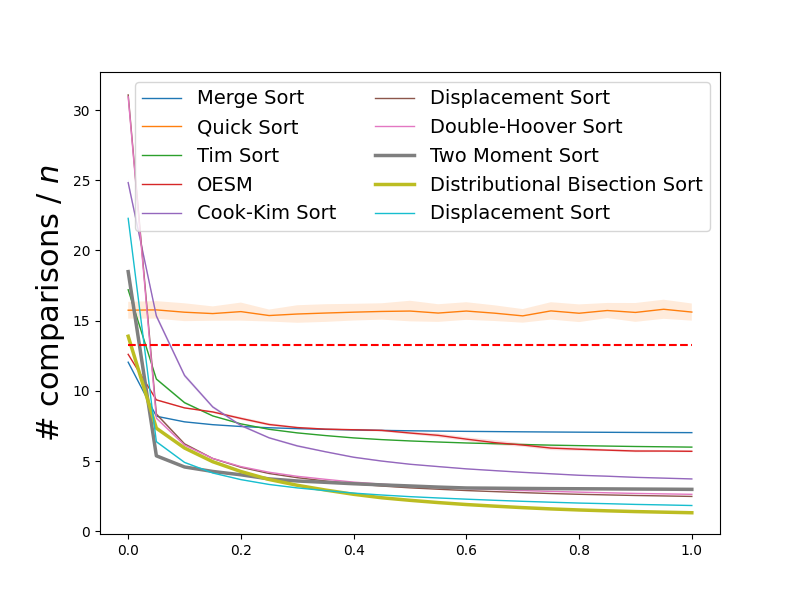 30
25
20
15
10
5
0
# comparisons / n
Merge Sort
Quick Sort
Tim Sort
OESM
Cook-Kim Sort
Displacement Sort
Double-Hoover Sort
Two Moment Sort
Distributional Bisection Sort
Displacement Sort
0.0 0.2 0.4 0.6 0.8 1.0